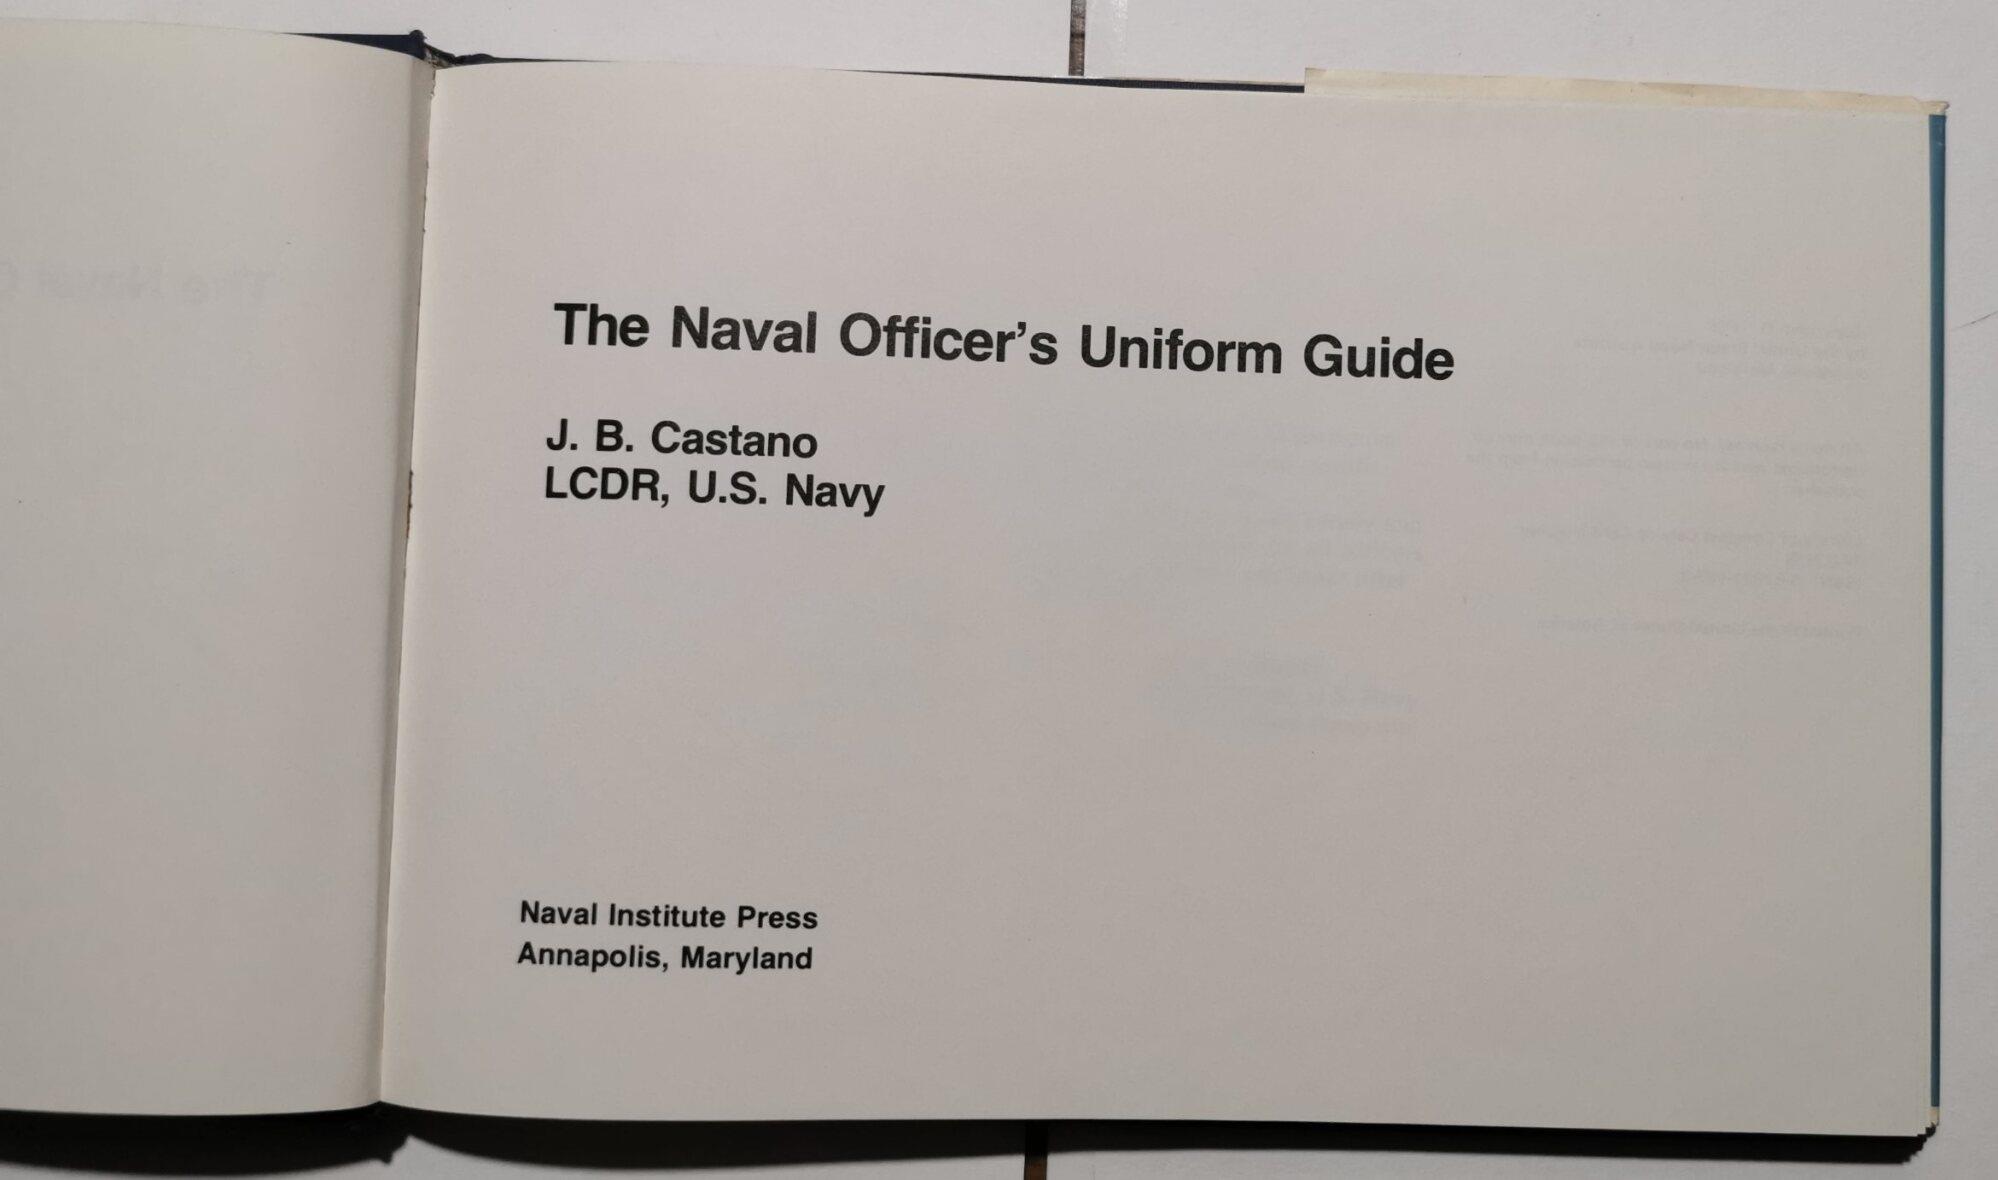 The Naval Officer's Uniform Guide
J. B. Castano
LCDR, U.S. Navy
Naval Institute Press
Annapolis, Maryland